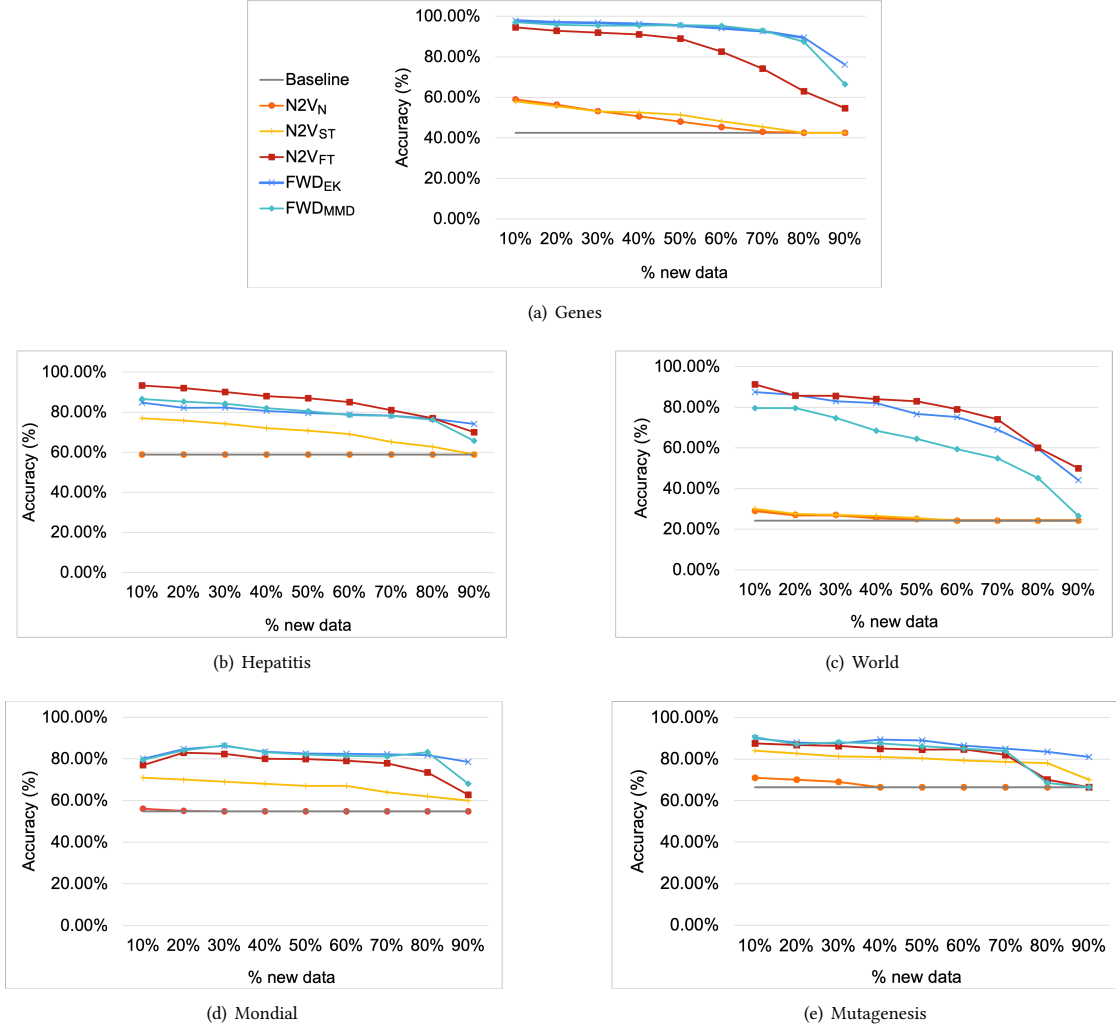 100.00%
80.00%
60.00%
40.00%
20.00%
0.00%
Accuracy (%)
10% 20% 30% 40% 50% 60% 70% 80% 90%
% new data
Baseline
N2V_N
N2V_ST
N2V_FT
FWD_EK
FWD_MMD
(a) Genes
100.00%
80.00%
60.00%
40.00%
20.00%
0.00%
Accuracy (%)
10% 20% 30% 40% 50% 60% 70% 80% 90%
% new data
(b) Hepatitis
100.00%
80.00%
60.00%
40.00%
20.00%
0.00%
Accuracy (%)
10% 20% 30% 40% 50% 60% 70% 80% 90%
% new data
(c) World
100.00%
80.00%
60.00%
40.00%
20.00%
0.00%
Accuracy (%)
10% 20% 30% 40% 50% 60% 70% 80% 90%
% new data
(d) Mondial
100.00%
80.00%
60.00%
40.00%
20.00%
0.00%
Accuracy (%)
10% 20% 30% 40% 50% 60% 70% 80% 90%
% new data
(e) Mutagenesis